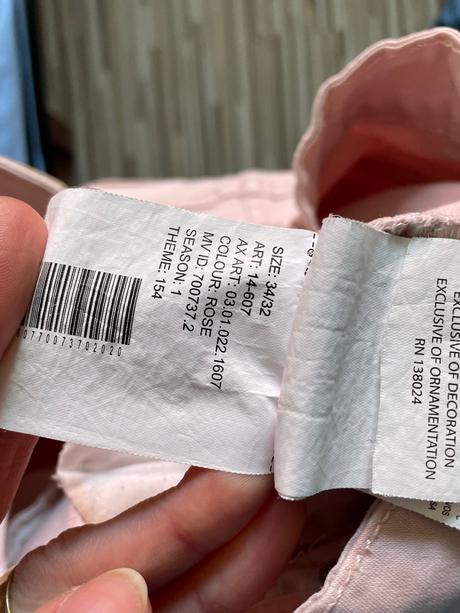 SIZE: 34/32
ART: 14-607
AX ART: 03.01.022.1607
COLOUR: ROSE
MV ID: 700737.2
SEASON: 1
THEME: 154
0770073702020
EXCLUSIVE OF DECORATION
EXCLUSIVE OF ORNAMENTATION
RN 138024